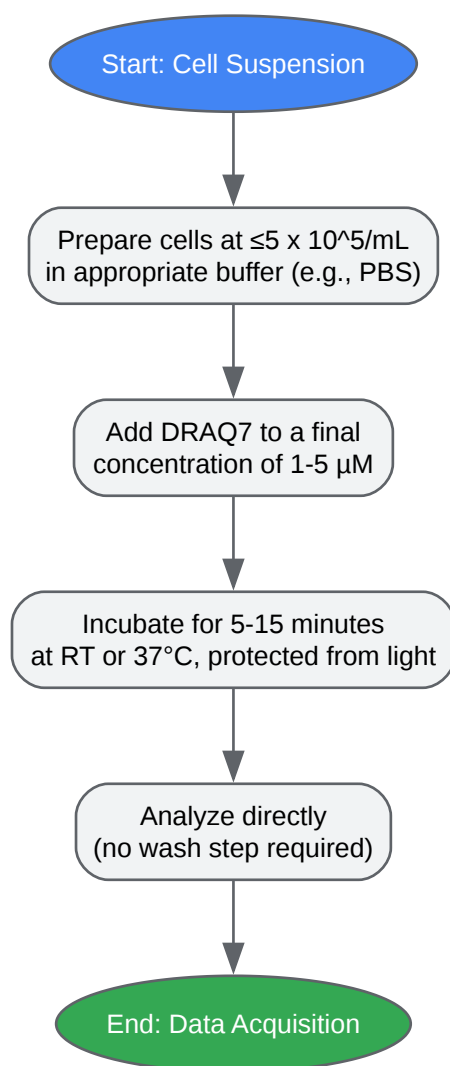 Start: Cell Suspension
Prepare cells at ≤5 x 10^5/mL
in appropriate buffer (e.g., PBS)
Add DRAQ7 to a final
concentration of 1-5 µM
Incubate for 5-15 minutes
at RT or 37°C, protected from light
Analyze directly
(no wash step required)
End: Data Acquisition